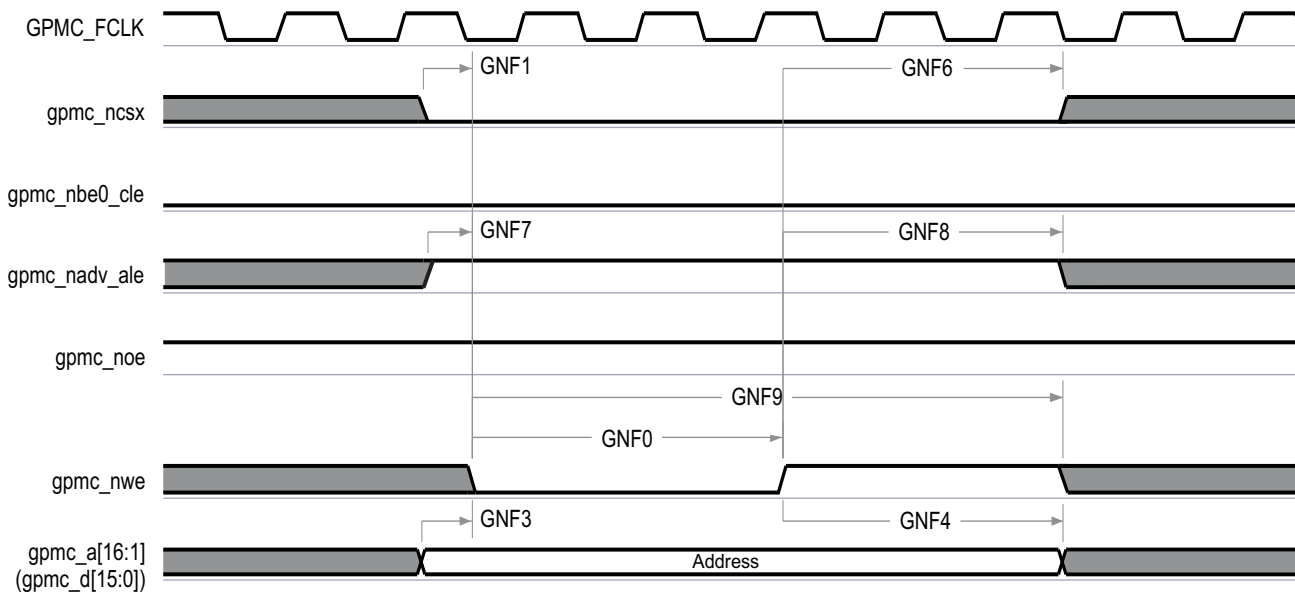 GPMC_FCLK
GNF1
GNF6
gpmc_ncsx
gpmc_nbe0_cle
GNF7
GNF8
gpmc_nadv_ale
gpmc_noe
GNF9
GNF0
gpmc_nwe
GNF3
GNF4
gpmc_a[16:1]
(gpmc_d[15:0])
Address